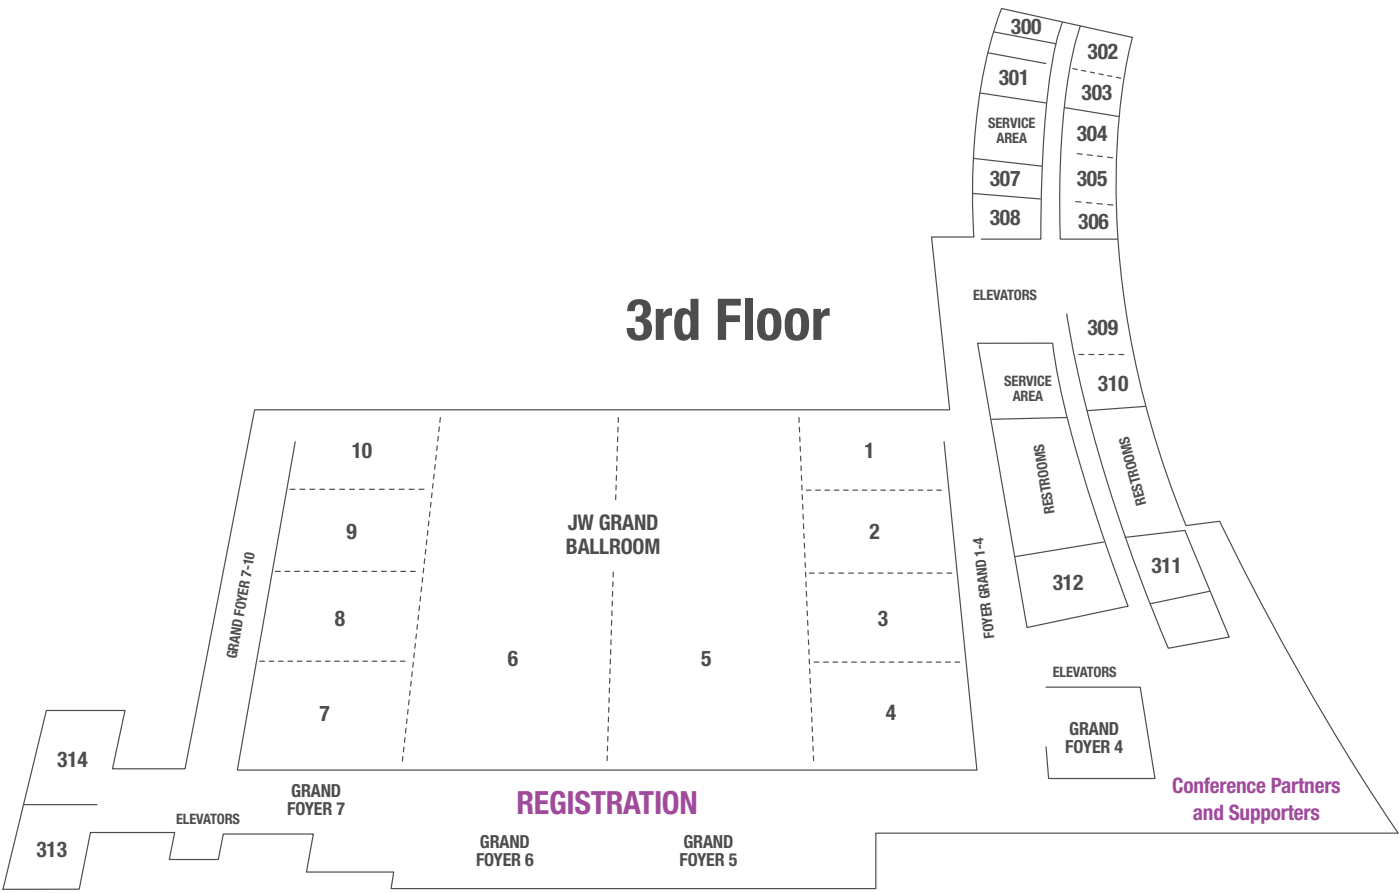 300
302
301
303
SERVICE
AREA
304
307
305
308
306
3rd Floor
ELEVATORS
309
SERVICE
AREA
310
RESTROOMS
RESTROOMS
10
1
9
JW GRAND
BALLROOM
2
GRAND FOYER 7-10
FOYER GRAND 1-4
312
311
8
3
6
5
7
4
ELEVATORS
GRAND
FOYER 4
314
GRAND
FOYER 7
REGISTRATION
Conference Partners
and Supporters
ELEVATORS
313
GRAND
FOYER 6
GRAND
FOYER 5